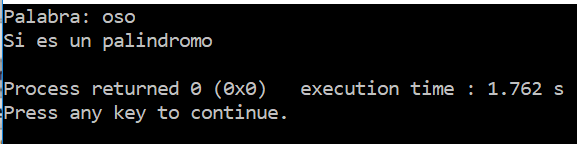 Palabra: oso
Si es un palindromo
Process returned 0 (0x0)   execution time : 1.762 s
Press any key to continue.